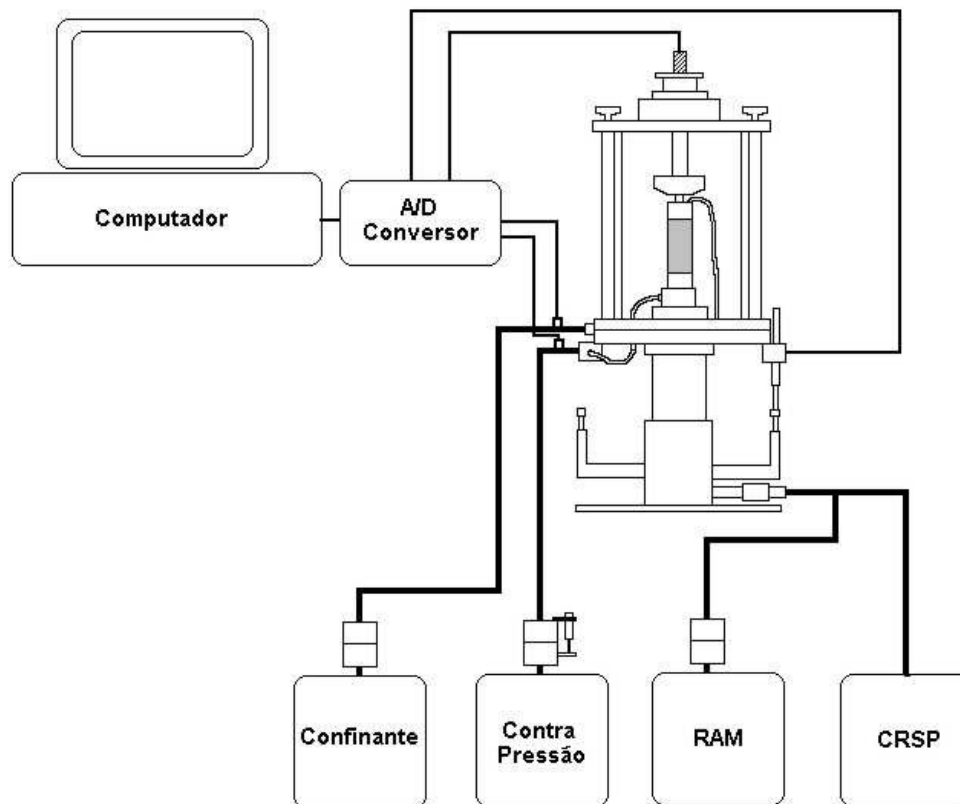 Computador
A/D
Conversor
Confinante
Contra
Pressão
RAM
CRSP